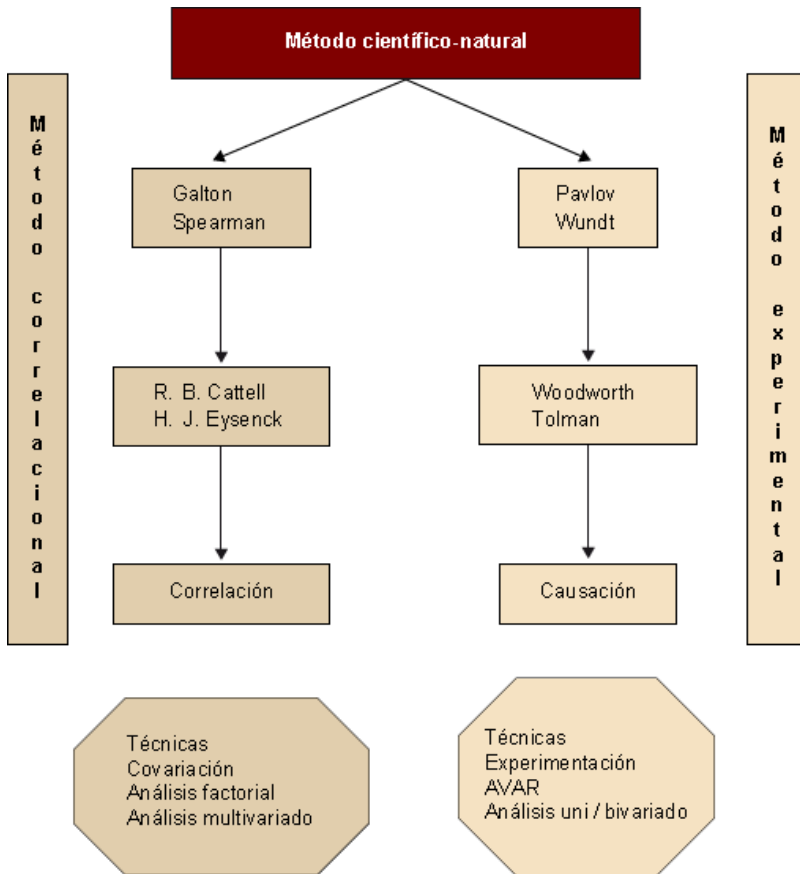 Método científico-natural
Método correlacional
Galton
Spearman
R. B. Cattell
H. J. Eysenck
Correlación
Técnicas
Covariación
Análisis factorial
Análisis multivariado
Pavlov
Wundt
Woodworth
Tolman
Causación
Técnicas
Experimentación
AVAR
Análisis uni / bivariado
Método experimental